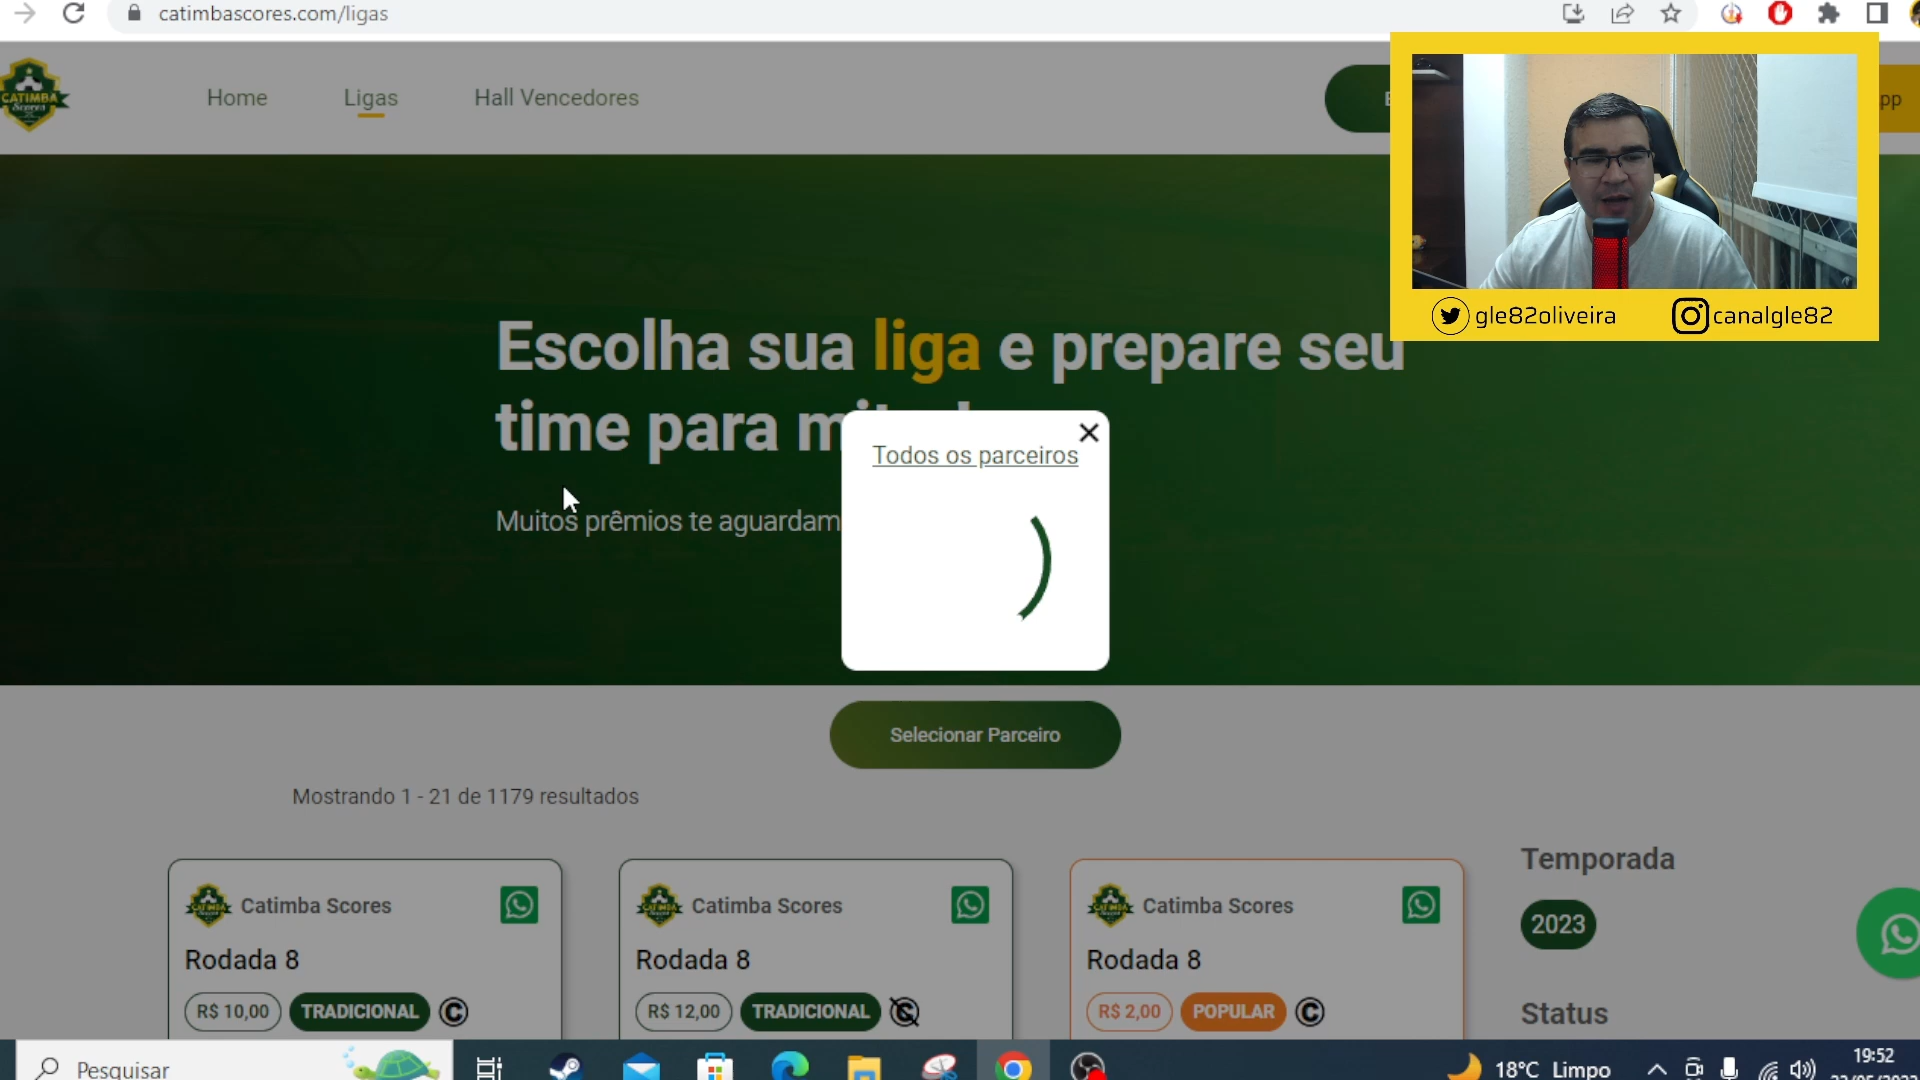 catimbascores.com/ligas
CATIMBA
Scores
Home
Ligas
Hall Vencedores
pp
gle82oliveira
canalgle82
Escolha sua liga e prepare seu
time para m
Todos os parceiros
Muitos prêmios te aguardam
Selecionar Parceiro
Mostrando 1 - 21 de 1179 resultados
Catimba Scores
Rodada 8
R$ 10,00
TRADICIONAL
Catimba Scores
Rodada 8
R$ 12,00
TRADICIONAL
Catimba Scores
Rodada 8
R$ 2,00
POPULAR
Temporada
2023
Status
Pesquisar
18°C Limpo
19:52